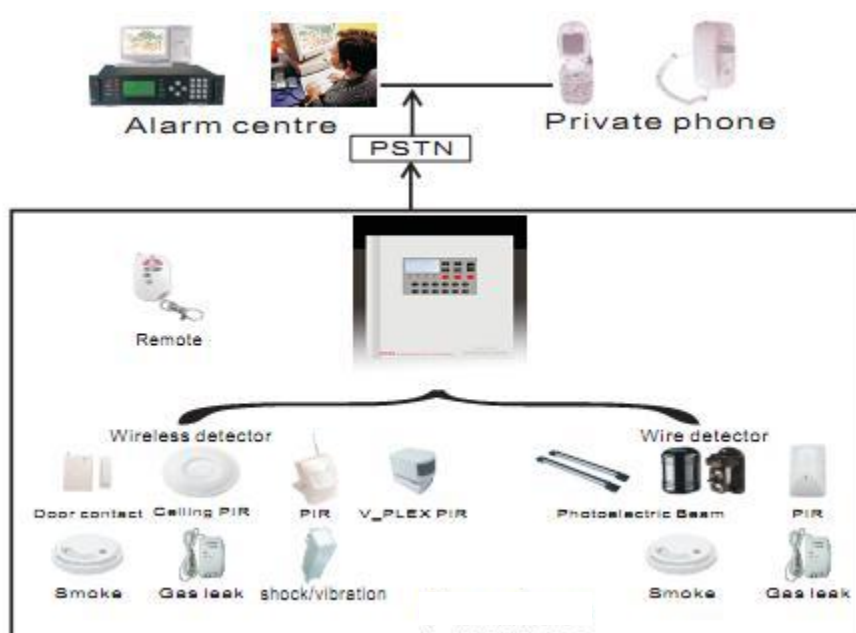 Alarm centre
Private phone
PSTN
Remote
Wireless detector
Wire detector
Door contact
Ceiling PIR
PIR
V_PLEX PIR
Photoelectric Beam
PIR
Smoke
Gas leak
shock/vibration
Smoke
Gas leak